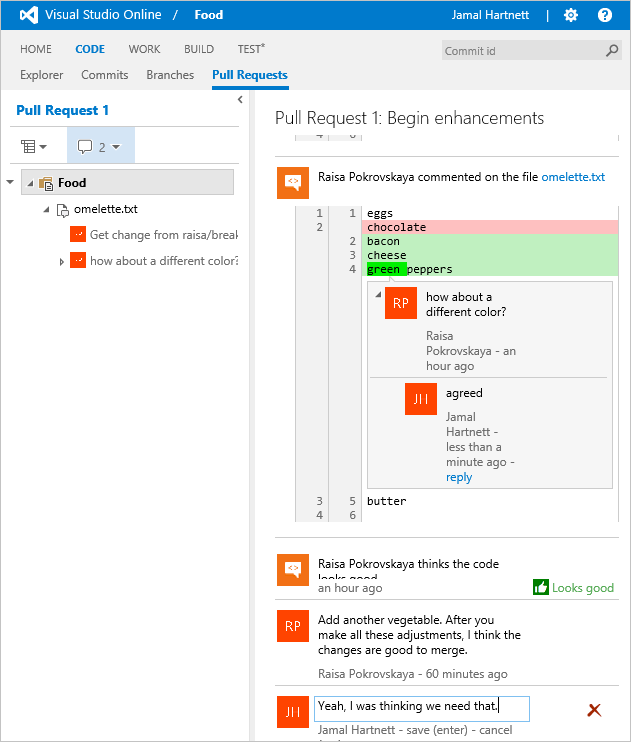 Visual Studio Online / Food Jamal Hartnett | ?
HOME CODE WORK BUILD TEST* Commit id
Explorer Commits Branches Pull Requests
Pull Request 1
2
Food
omelette.txt
Get change from raisa/break
how about a different color?
Pull Request 1: Begin enhancements
4 6
Raisa Pokrovskaya commented on the file omelette.txt
1 1 eggs
2 chocolate
2 bacon
3 cheese
4 green peppers
RP how about a
different color?
Raisa
Pokrovskaya - an
hour ago
JH agreed
Jamal
Hartnett -
less than a
minute ago -
reply
3 5 butter
4 6
Raisa Pokrovskaya thinks the code
looks good
an hour ago Looks good
RP Add another vegetable. After you
make all these adjustments, I think the
changes are good to merge.
Raisa Pokrovskaya - 60 minutes ago
JH Yeah, I was thinking we need that.
Jamal Hartnett - save (enter) - cancel